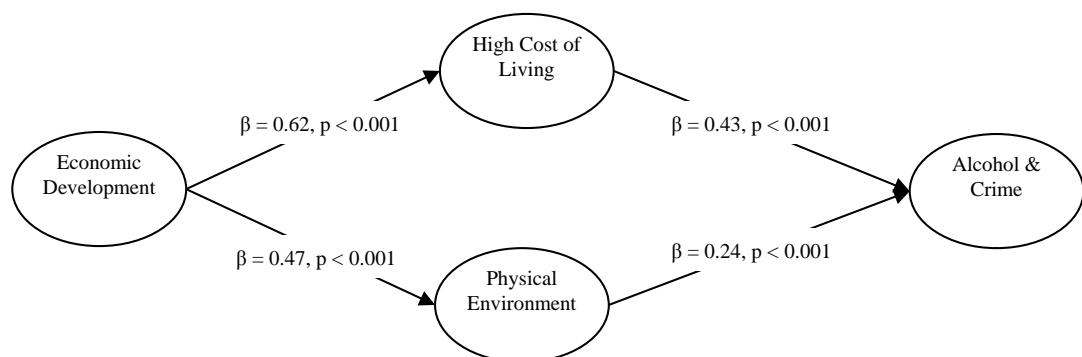 High Cost of
Living
β = 0.62, p < 0.001
β = 0.43, p < 0.001
Economic
Development
Alcohol &
Crime
β = 0.47, p < 0.001
β = 0.24, p < 0.001
Physical
Environment